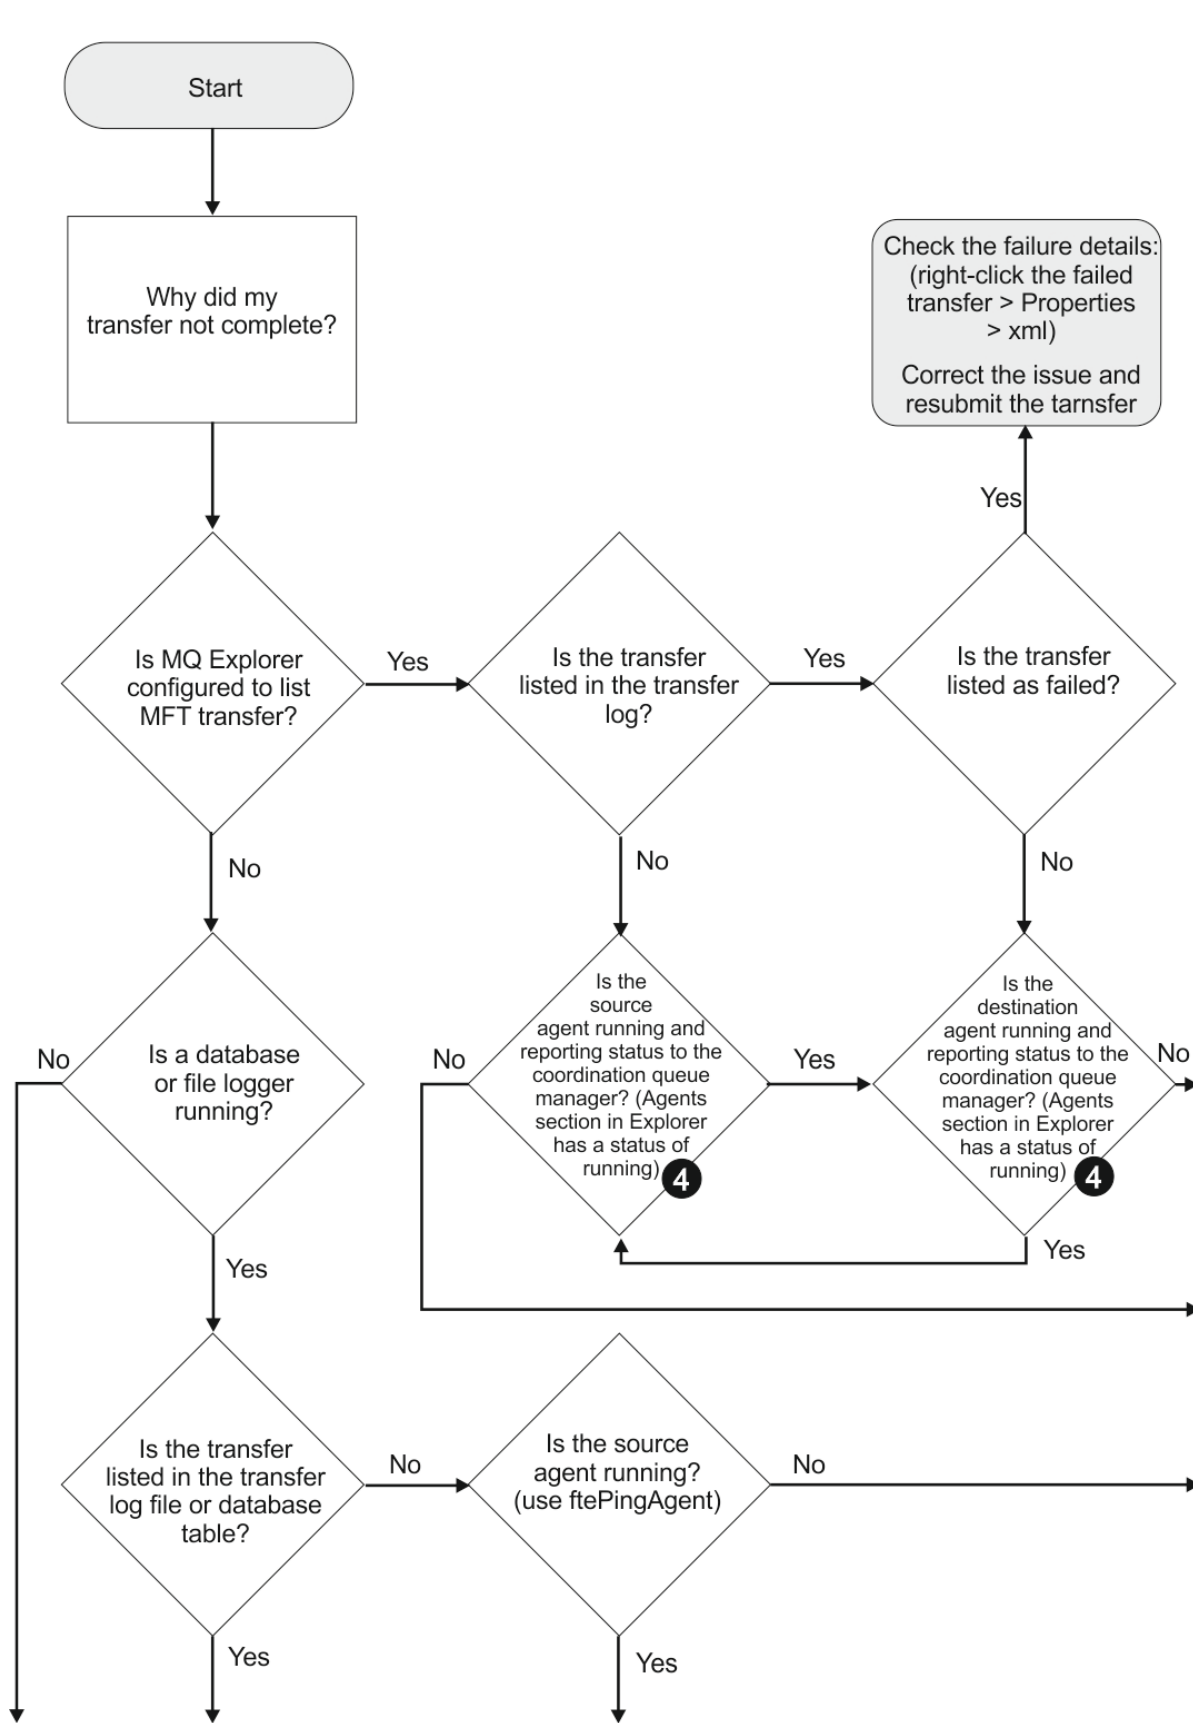 Start
Why did my
transfer not complete?
Check the failure details:
(right-click the failed
transfer > Properties
> xml)
Correct the issue and
resubmit the tarnsfer
Yes
Is MQ Explorer
configured to list
MFT transfer?
Yes
Is the transfer
listed in the transfer
log?
Yes
Is the transfer
listed as failed?
No
No
No
No
Is a database
or file logger
running?
No
Is the
source
agent running and
reporting status to the
coordination queue
manager? (Agents
section in Explorer
has a status of
running)
4
Yes
Is the
destination
agent running and
reporting status to the
coordination queue
manager? (Agents
section in Explorer
has a status of
running)
4
No
Yes
Yes
Is the transfer
listed in the transfer
log file or database
table?
No
Is the source
agent running?
(use ftePingAgent)
No
Yes
Yes